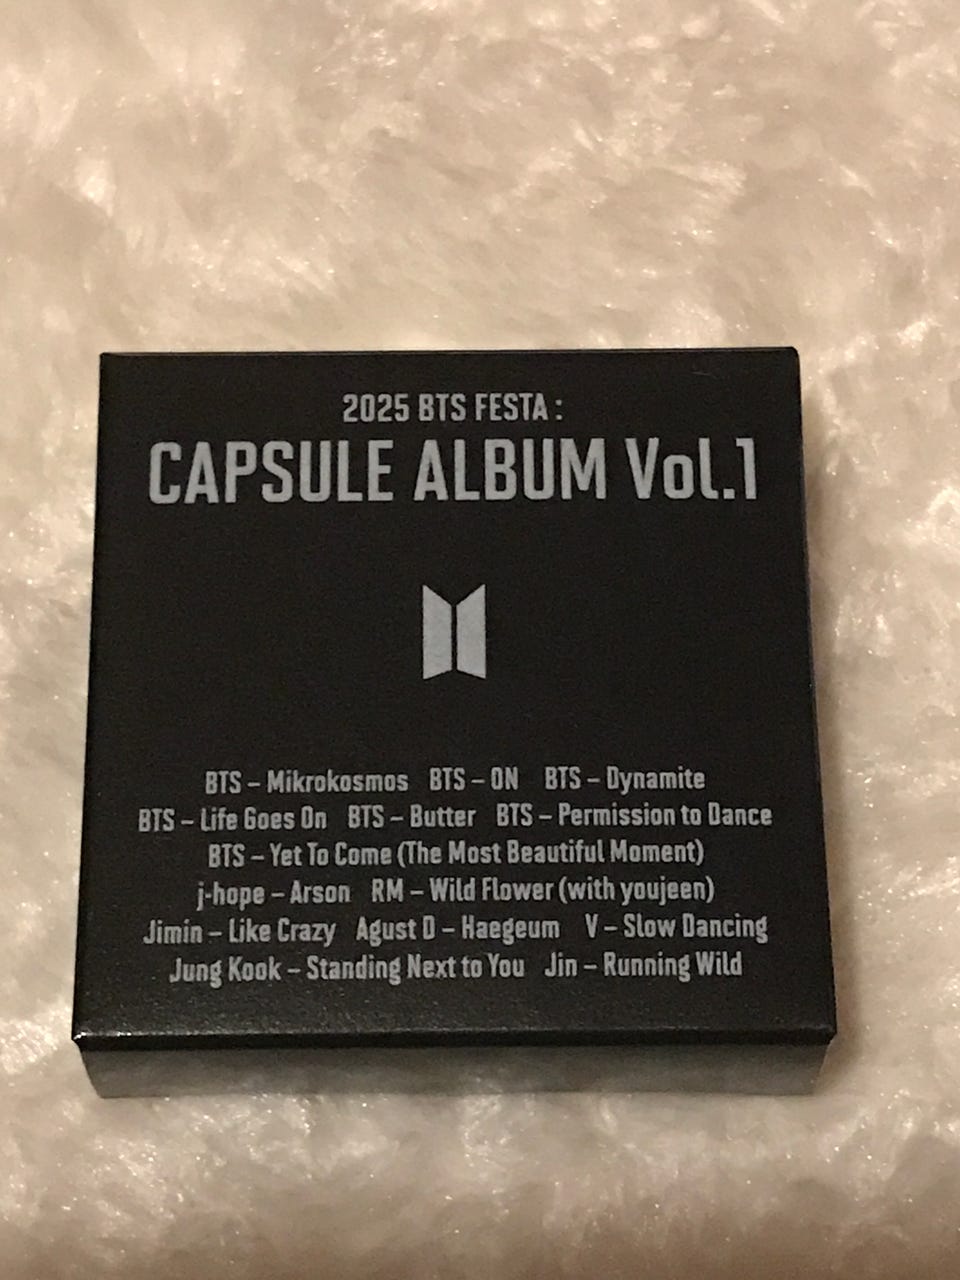 2025 BTS FESTA :
CAPSULE ALBUM Vol.1
BTS – Mikrokosmos BTS – ON BTS – Dynamite
BTS – Life Goes On BTS – Butter BTS – Permission to Dance
BTS – Yet To Come (The Most Beautiful Moment)
j-hope – Arson RM – Wild Flower (with youjeen)
Jimin – Like Crazy Agust D – Haegeum V – Slow Dancing
Jung Kook – Standing Next to You Jin – Running Wild